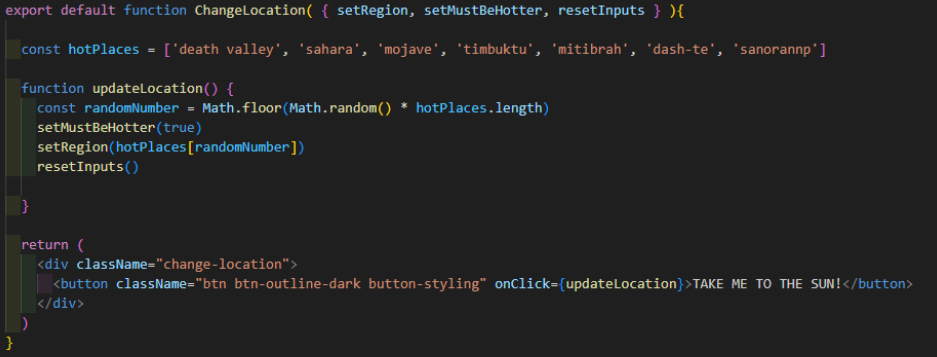 export default function ChangeLocation( { setRegion, setMustBeHotter, resetInputs } ){
const hotPlaces = ['death valley', 'sahara', 'mojave', 'timbuktu', 'mitibrah', 'dash-te', 'sanorannp']
function updateLocation() {
const randomNumber = Math.floor(Math.random() * hotPlaces.length)
setMustBeHotter(true)
setRegion(hotPlaces[randomNumber])
resetInputs()
}
return (
<div className="change-location">
<button className="btn btn-outline-dark button-styling" onClick={updateLocation}>TAKE ME TO THE SUN!</button>
</div>
)
}